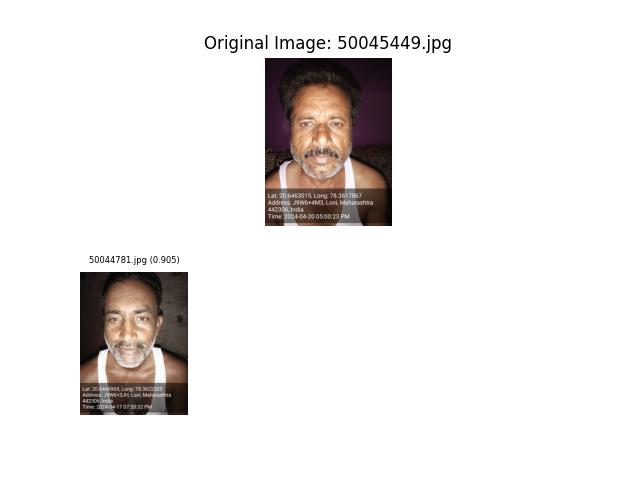 Original Image: 50045449.jpg
Lat: 20.6463015, Long: 78.3617867
Address: J9W6+4M3, Loni, Maharashtra
442306, India
Time: 2024-04-20 05:00:23 PM
50044781.jpg (0.905)
Lat: 20.6446969, Long: 78.3622305
Address: J9W6+3JH, Loni, Maharashtra
442306, India
Time: 2024-04-17 07:30:32 PM